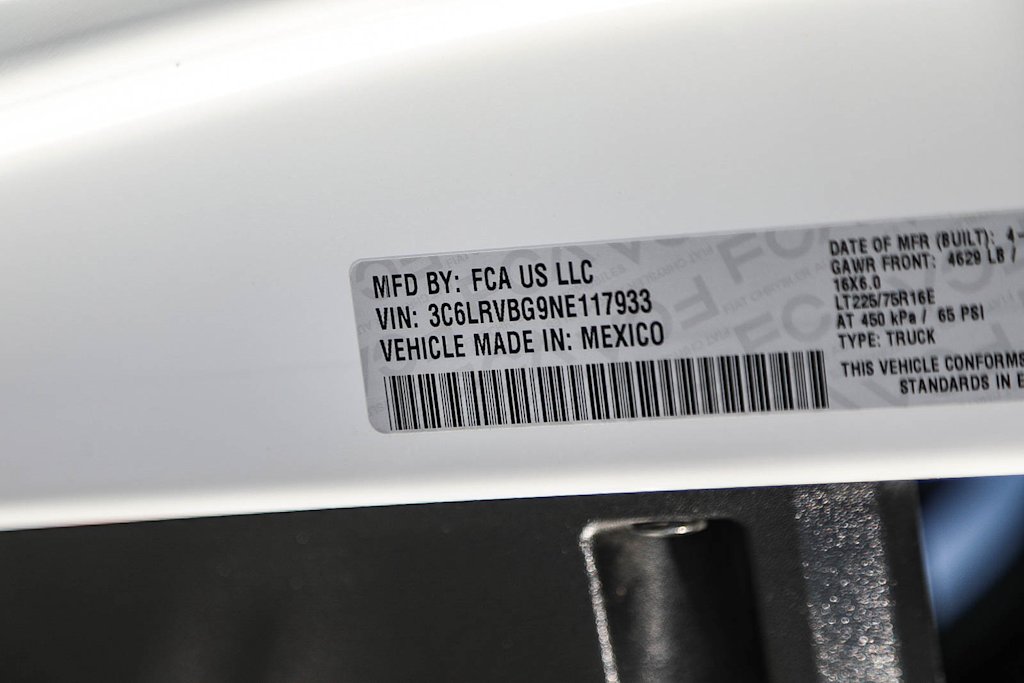 MFD BY: FCA US LLC
VIN: 3C6LRVBG9NE117933
VEHICLE MADE IN: MEXICO
DATE OF MFR (BUILT): 4-
GAWR FRONT: 4629 LB /
16X6.0
LT225/75R16E
AT 450 kPa / 65 PSI
TYPE: TRUCK
THIS VEHICLE CONFORMS
STANDARDS IN E